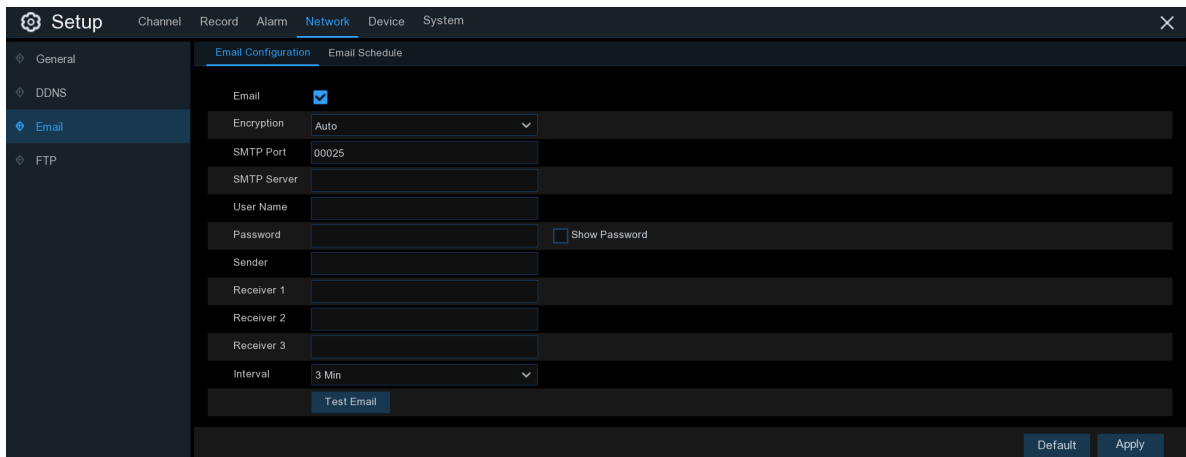 Setup Channel Record Alarm Network Device System
General
DDNS
Email
FTP
Email Configuration Email Schedule
Email
Encryption Auto
SMTP Port 00025
SMTP Server
User Name
Password Show Password
Sender
Receiver 1
Receiver 2
Receiver 3
Interval 3 Min
Test Email
Default Apply